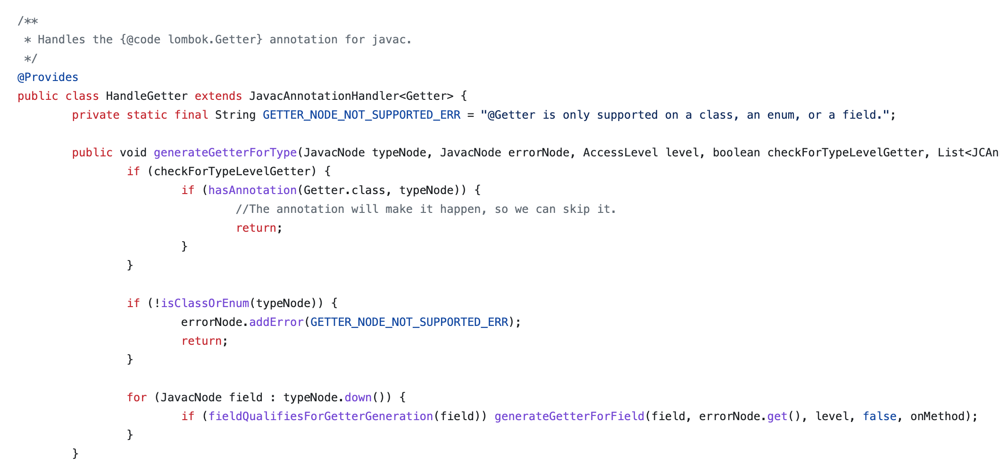 /**
 * Handles the {@code lombok.Getter} annotation for javac.
 */
@Provides
public class HandleGetter extends JavacAnnotationHandler<Getter> {
	private static final String GETTER_NODE_NOT_SUPPORTED_ERR = "@Getter is only supported on a class, an enum, or a field.";

	public void generateGetterForType(JavacNode typeNode, JavacNode errorNode, AccessLevel level, boolean checkForTypeLevelGetter, List<JCAn
		if (checkForTypeLevelGetter) {
			if (hasAnnotation(Getter.class, typeNode)) {
				//The annotation will make it happen, so we can skip it.
				return;
			}
		}

		if (!isClassOrEnum(typeNode)) {
			errorNode.addError(GETTER_NODE_NOT_SUPPORTED_ERR);
			return;
		}

		for (JavacNode field : typeNode.down()) {
			if (fieldQualifiesForGetterGeneration(field)) generateGetterForField(field, errorNode.get(), level, false, onMethod);
		}
	}